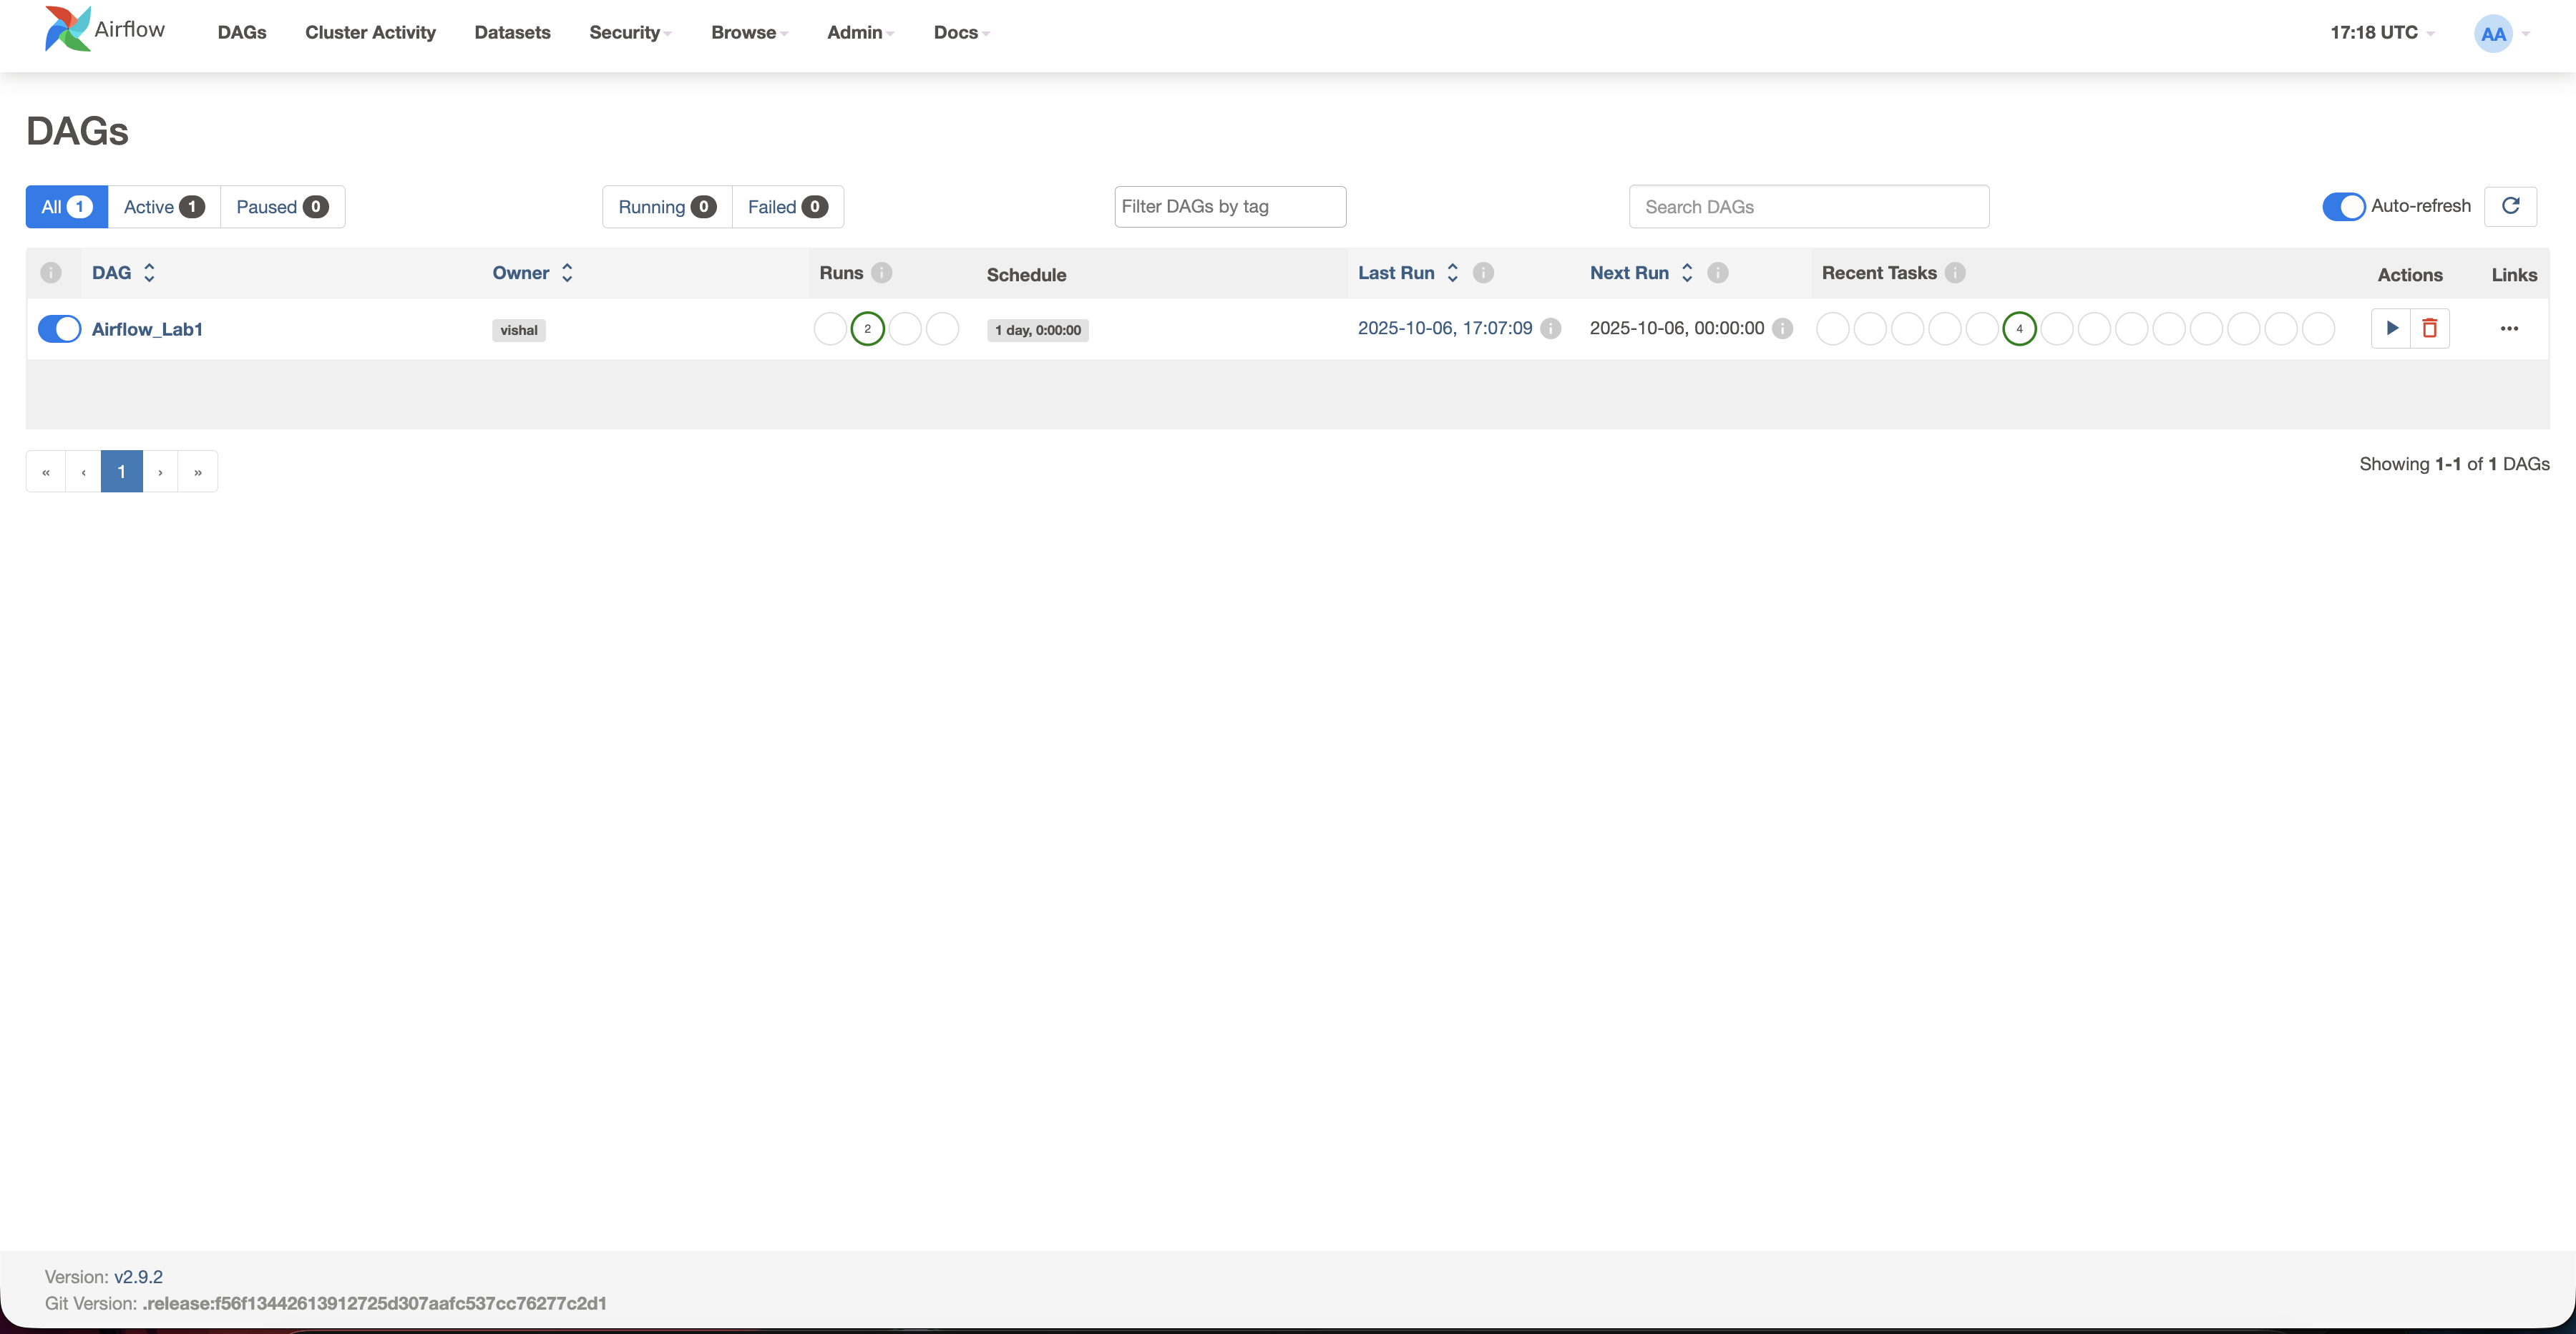 Airflow DAGs Cluster Activity Datasets Security Browse Admin Docs 17:18 UTC AA
DAGs
All 1 Active 1 Paused 0 Running 0 Failed 0 Filter DAGs by tag Search DAGs Auto-refresh
DAG Owner Runs Schedule Last Run Next Run Recent Tasks Actions Links
Airflow_Lab1 vishal 2 1 day, 0:00:00 2025-10-06, 17:07:09 2025-10-06, 00:00:00 4
« ‹ 1 › » Showing 1-1 of 1 DAGs
Version: v2.9.2
Git Version: .release:f56f13442613912725d307aafc537cc76277c2d1